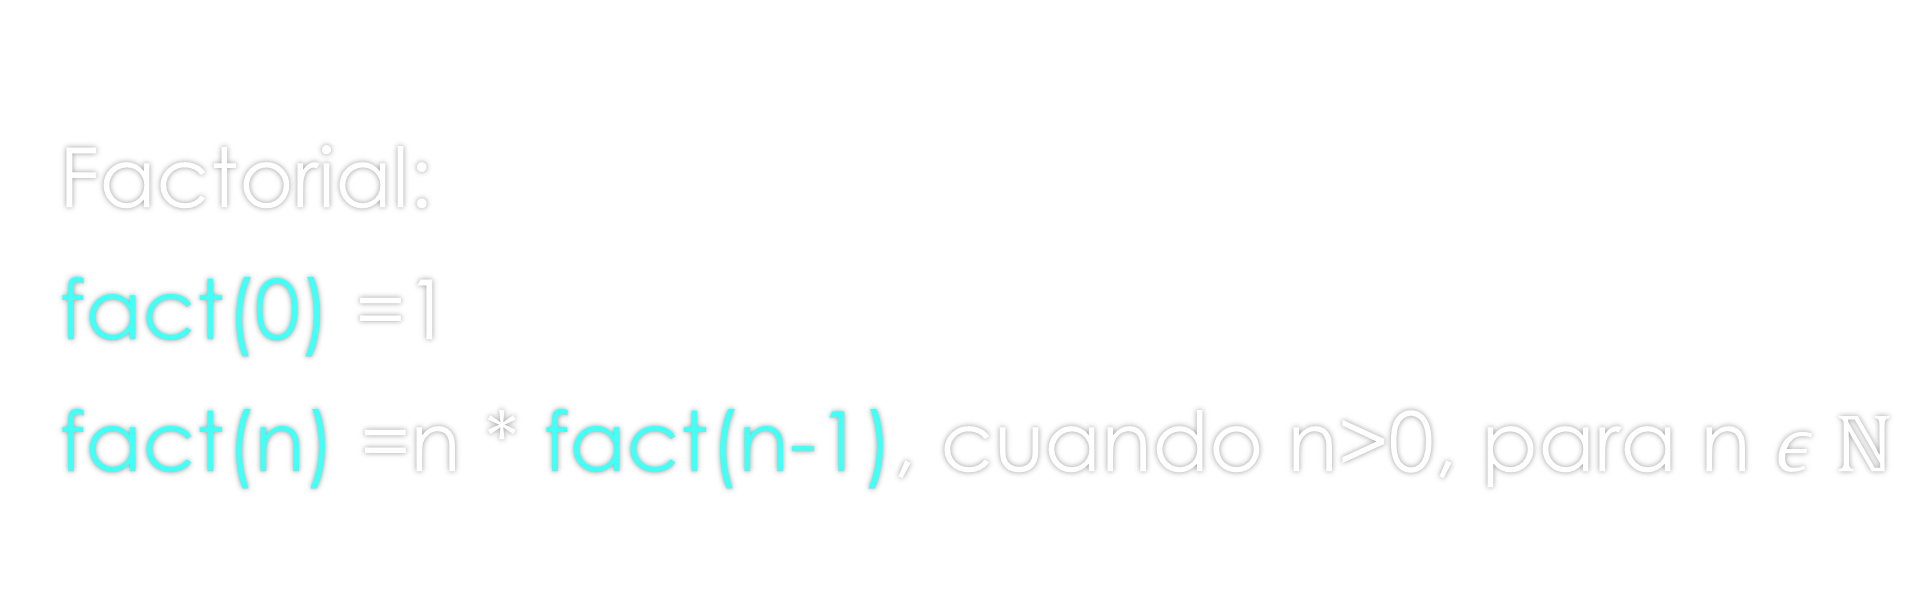 Factorial:
fact(0) =1
fact(n) =n * fact(n-1), cuando n>0, para n ϵ ℕ